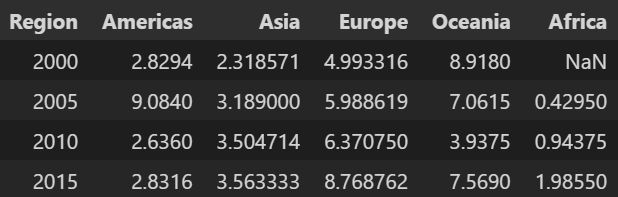 Region Americas Asia Europe Oceania Africa
2000 2.8294 2.318571 4.993316 8.9180 NaN
2005 9.0840 3.189000 5.988619 7.0615 0.42950
2010 2.6360 3.504714 6.370750 3.9375 0.94375
2015 2.8316 3.563333 8.768762 7.5690 1.98550